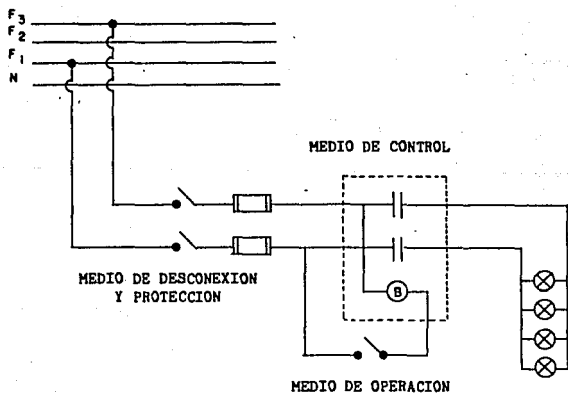 F3
F2
F1
N
MEDIO DE CONTROL
MEDIO DE DESCONEXION
Y PROTECCION
B
MEDIO DE OPERACION